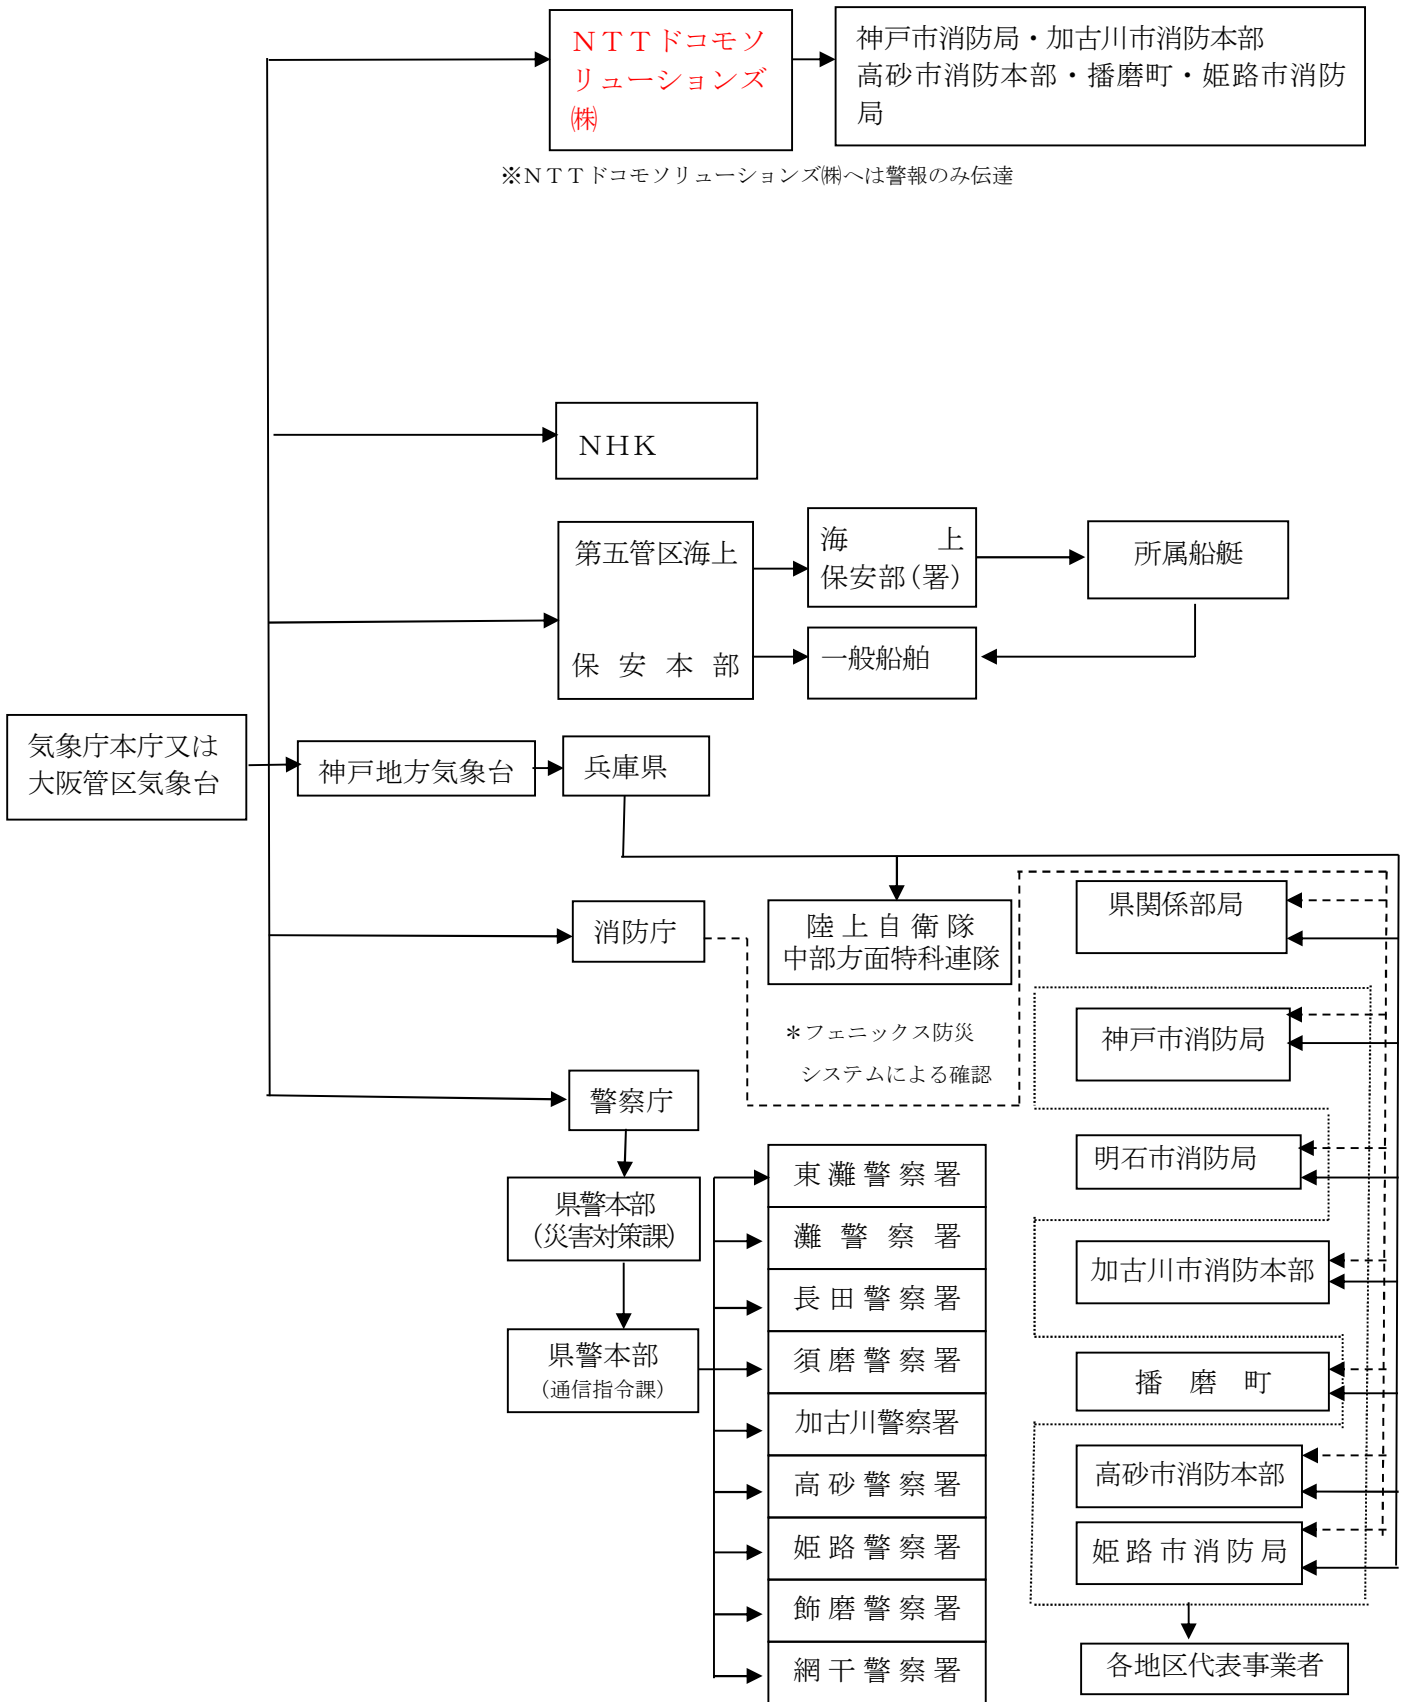 ＮＴＴドコモソ
リューションズ
㈱
神戸市消防局・加古川市消防本部
高砂市消防本部・播磨町・姫路市消防
局
※ＮＴＴドコモソリューションズ㈱へは警報のみ伝達
ＮＨＫ
第五管区海上
保安本部
海上
保安部（署）
所属船艇
一般船舶
気象庁本庁又は
大阪管区気象台
神戸地方気象台
兵庫県
消防庁
陸上自衛隊
中部方面特科連隊
県関係部局
＊フェニックス防災
システムによる確認
神戸市消防局
警察庁
明石市消防局
県警本部
（災害対策課）
東灘警察署
灘警察署
長田警察署
加古川市消防本部
県警本部
（通信指令課）
須磨警察署
播磨町
加古川警察署
高砂警察署
高砂市消防本部
姫路警察署
姫路市消防局
飾磨警察署
網干警察署
各地区代表事業者